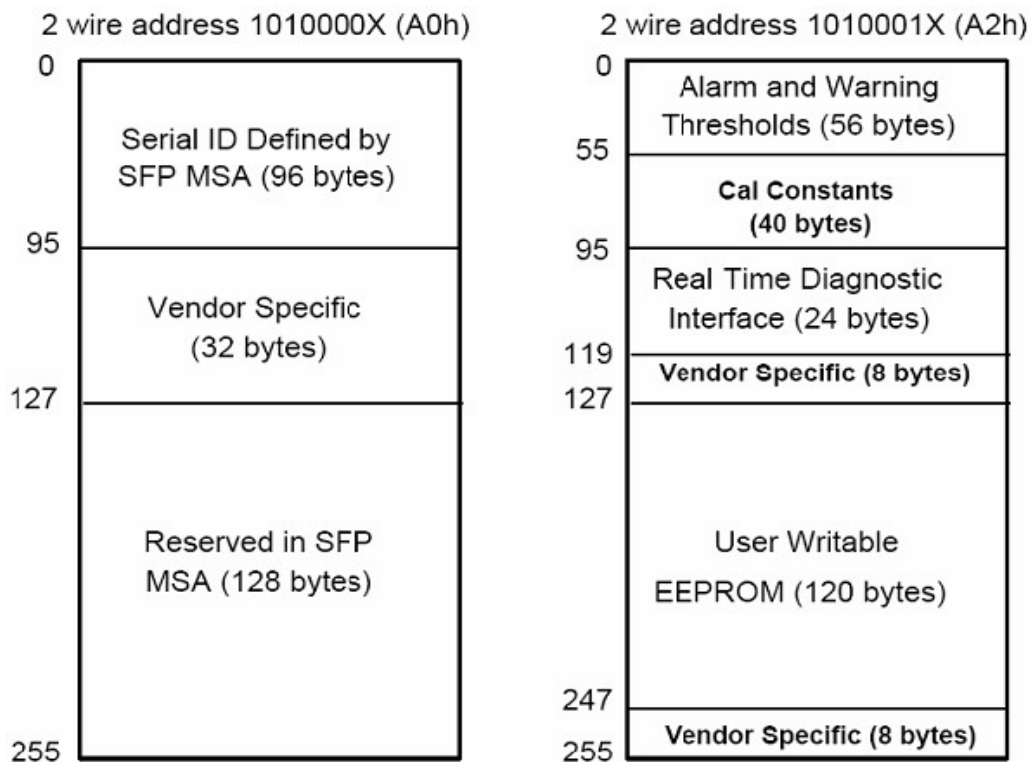 2 wire address 1010000X (A0h)
0
Serial ID Defined by
SFP MSA (96 bytes)
95
Vendor Specific
(32 bytes)
127
Reserved in SFP
MSA (128 bytes)
255
2 wire address 1010001X (A2h)
0
Alarm and Warning
Thresholds (56 bytes)
55
Cal Constants
(40 bytes)
95
Real Time Diagnostic
Interface (24 bytes)
119
Vendor Specific (8 bytes)
127
User Writable
EEPROM (120 bytes)
247
Vendor Specific (8 bytes)
255